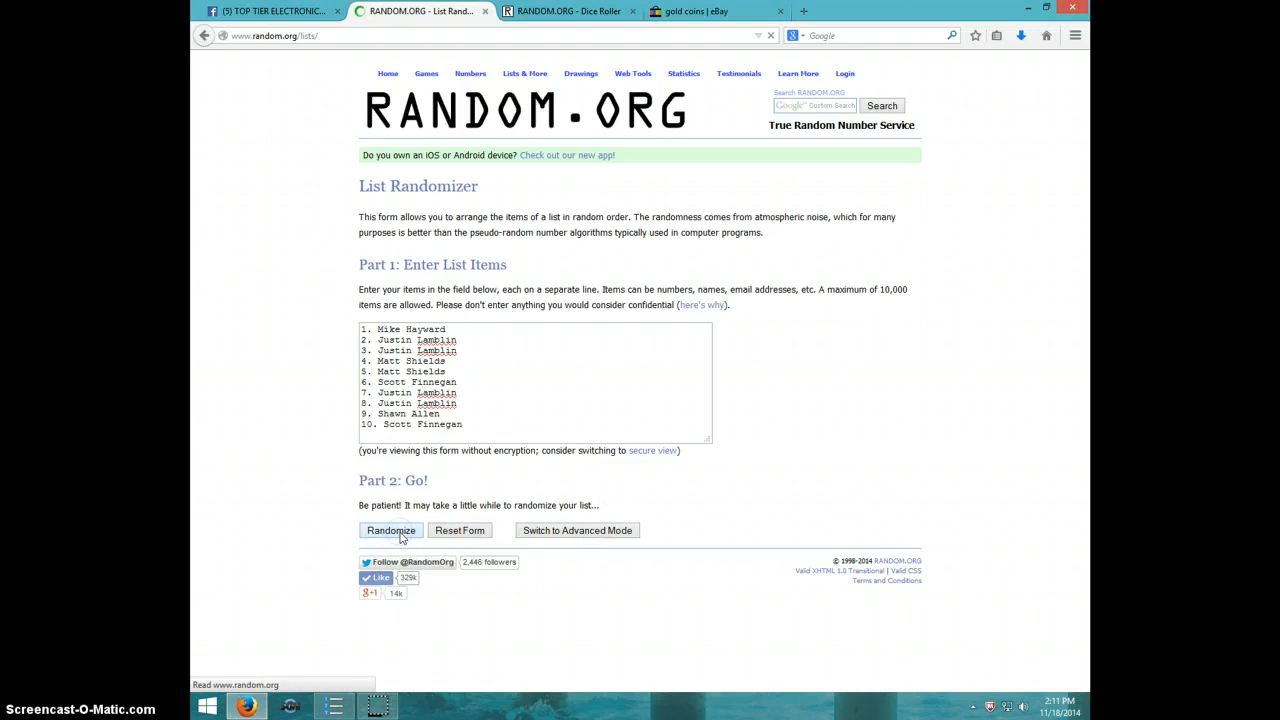 (5) TOP TIER ELECTRONIC...
RANDOM.ORG - List Rand...
RANDOM.ORG - Dice Roller
gold coins | eBay
www.random.org/lists/
Google
Home Games Numbers Lists & More Drawings Web Tools Statistics Testimonials Learn More Login
RANDOM.ORG
Search RANDOM.ORG
Google™ Custom Search
Search
True Random Number Service
Do you own an iOS or Android device? Check out our new app!
List Randomizer
This form allows you to arrange the items of a list in random order. The randomness comes from atmospheric noise, which for many
purposes is better than the pseudo-random number algorithms typically used in computer programs.
Part 1: Enter List Items
Enter your items in the field below, each on a separate line. Items can be numbers, names, email addresses, etc. A maximum of 10,000
items are allowed. Please don't enter anything you would consider confidential (here's why).
1. Mike Hayward
2. Justin Lamblin
3. Justin Lamblin
4. Matt Shields
5. Matt Shields
6. Scott Finnegan
7. Justin Lamblin
8. Justin Lamblin
9. Shawn Allen
10. Scott Finnegan
(you're viewing this form without encryption; consider switching to secure view)
Part 2: Go!
Be patient! It may take a little while to randomize your list...
Randomize
Reset Form
Switch to Advanced Mode
Follow @RandomOrg
2,446 followers
Like
329k
+1
14k
© 1998-2014 RANDOM.ORG
Valid XHTML 1.0 Transitional | Valid CSS
Terms and Conditions
Read www.random.org
2:11 PM
11/18/2014
Screencast-O-Matic.com